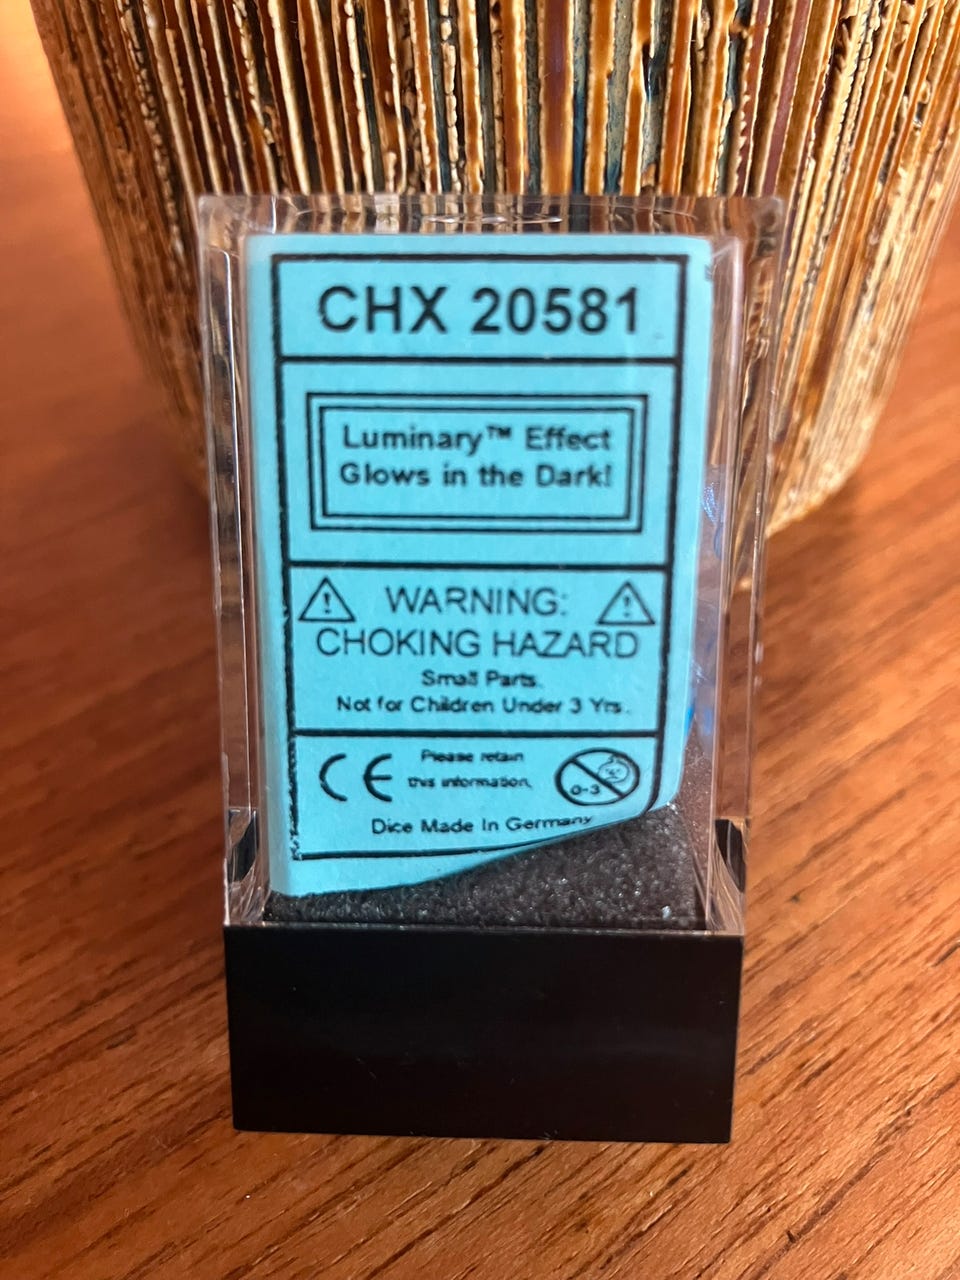 CHX 20581
Luminary™ Effect
Glows in the Dark!
WARNING:
CHOKING HAZARD
Small Parts.
Not for Children Under 3 Yrs.
CE
Please retain
this information.
0-3
Dice Made In Germany